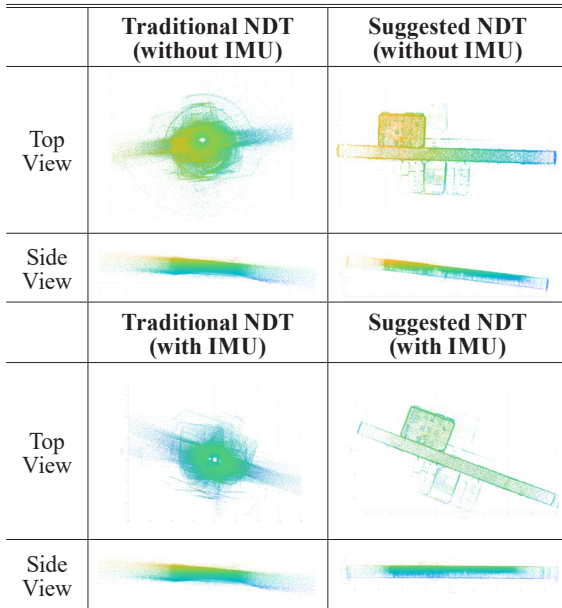 Traditional NDT
(without IMU)
Suggested NDT
(without IMU)
Top
View
Side
View
Traditional NDT
(with IMU)
Suggested NDT
(with IMU)
Top
View
Side
View